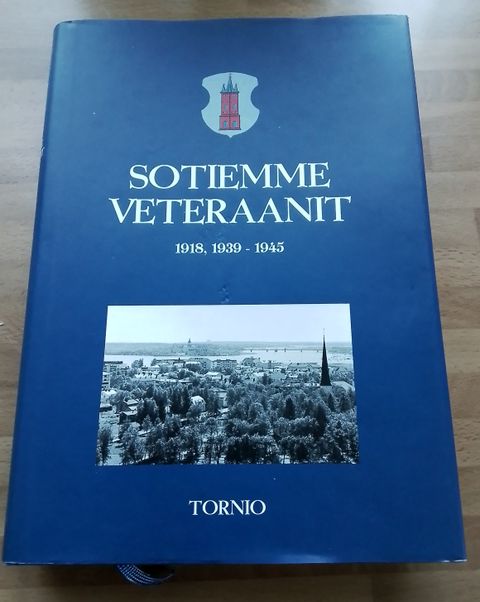 SOTIEMME
VETERAANIT
1918, 1939 - 1945
TORNIO